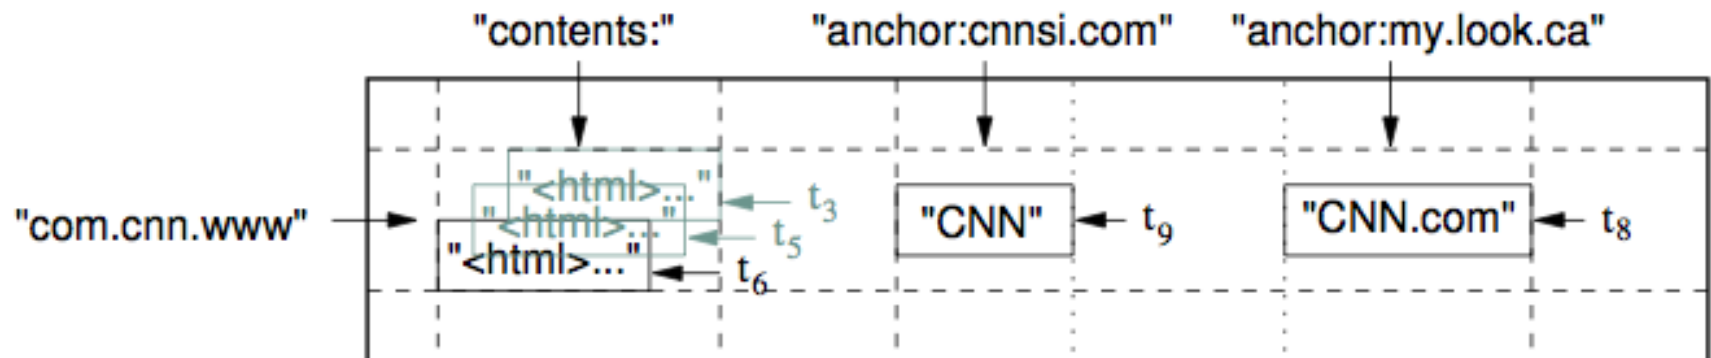 "contents:" "anchor:cnnsi.com" "anchor:my.look.ca"
"<html>..." t3
"com.cnn.www" "<html>..." t5 "CNN" t9 "CNN.com" t8
"<html>..." t6